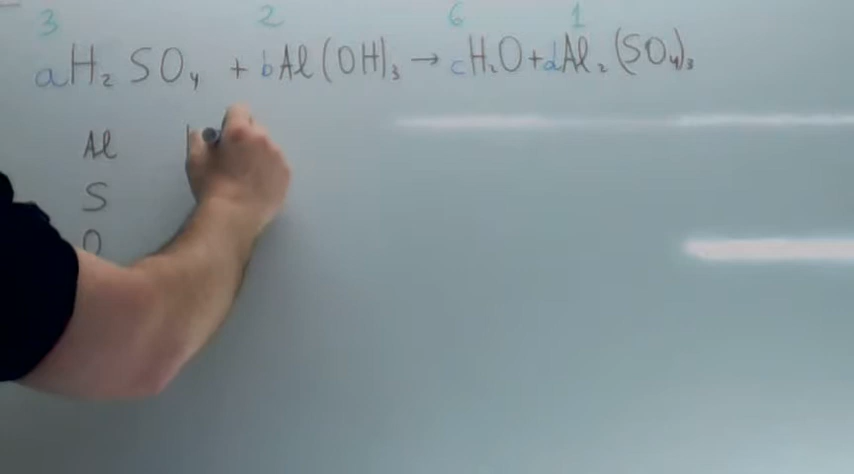 3 2 6 1
aH₂SO₄ + bAl(OH)₃ → cH₂O+dAl₂(SO₄)₃
Al
S
O